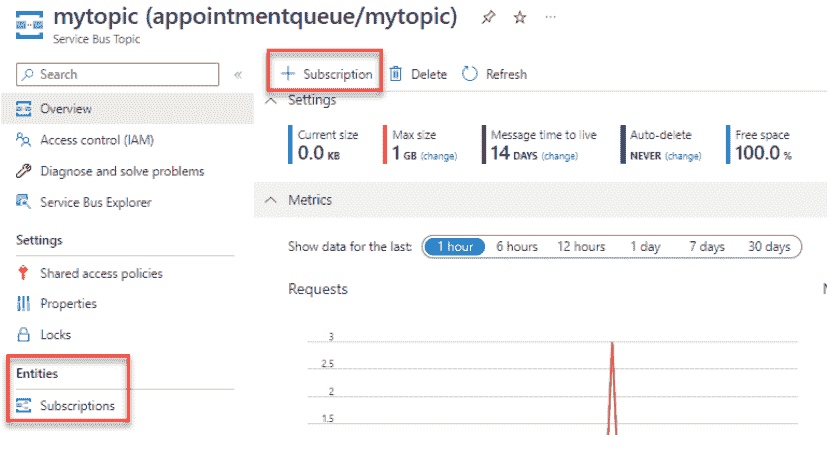 mytopic (appointmentqueue/mytopic)
Service Bus Topic
Search
«
Overview
Access control (IAM)
Diagnose and solve problems
Service Bus Explorer
Settings
Shared access policies
Properties
Locks
Entities
Subscriptions
+ Subscription Delete Refresh
Settings
Current size Max size Message time to live Auto-delete Free space
0.0 KB 1 GB (change) 14 DAYS (change) NEVER (change) 100.0 %
Metrics
Show data for the last: 1 hour 6 hours 12 hours 1 day 7 days 30 days
Requests
3
2.5
2
1.5